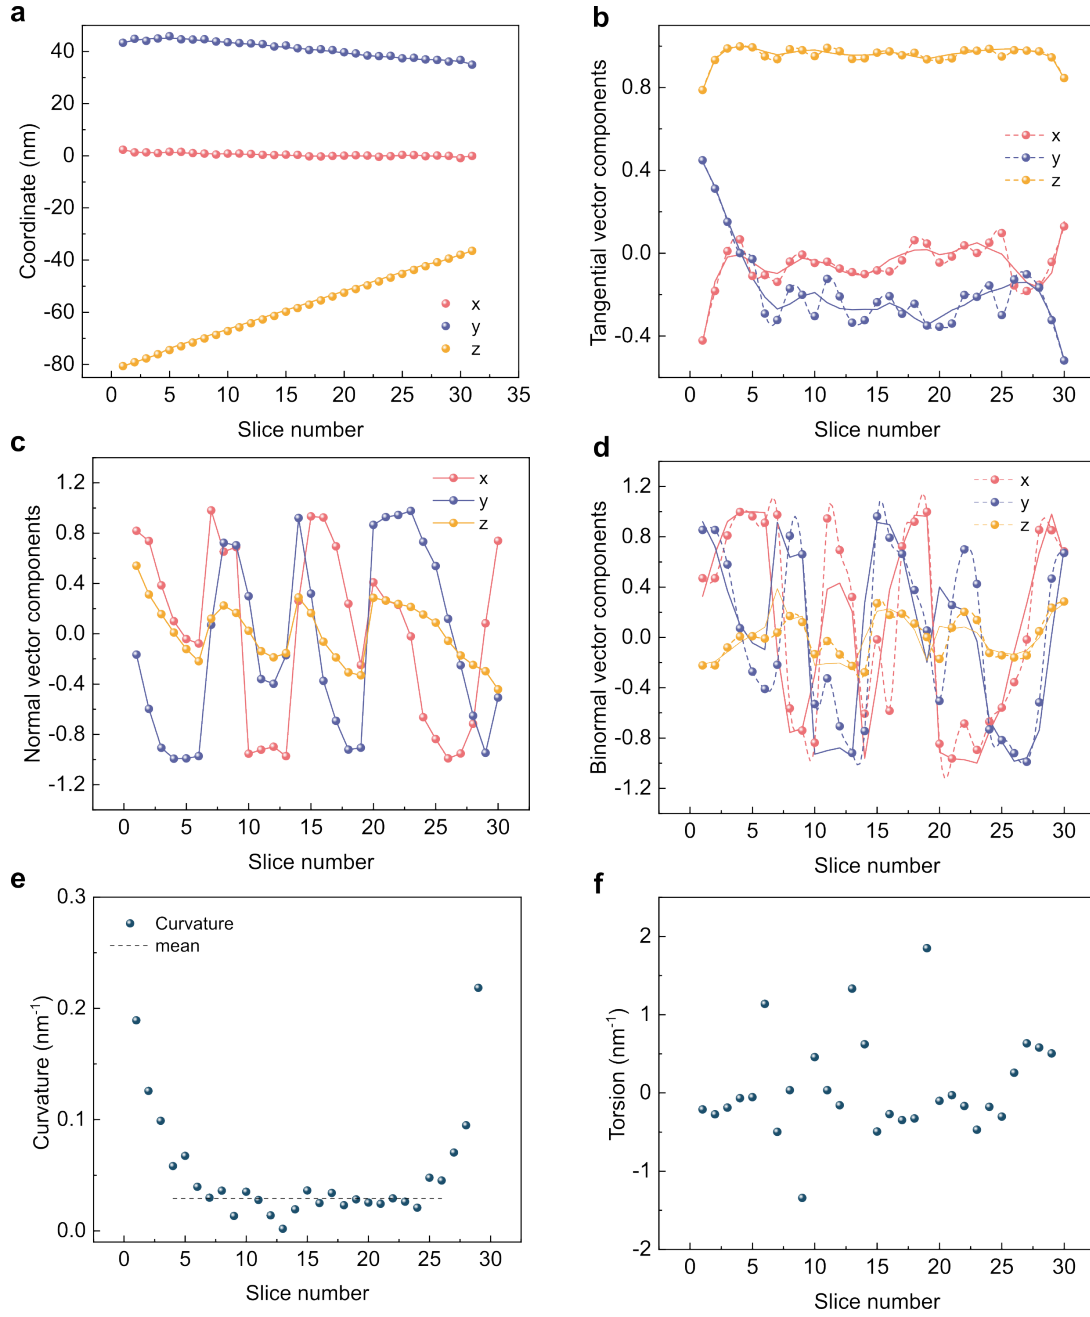 a
Coordinate (nm)
40
20
0
-20
-40
-60
-80
x
y
z
0 5 10 15 20 25 30 35
Slice number
b
Tangential vector components
0.8
0.4
0.0
-0.4
x
y
z
0 5 10 15 20 25 30
Slice number
c
Normal vector components
1.2
0.8
0.4
0.0
-0.4
-0.8
-1.2
x
y
z
0 5 10 15 20 25 30
Slice number
d
Binormal vector components
1.2
0.8
0.4
0.0
-0.4
-0.8
-1.2
x
y
z
0 5 10 15 20 25 30
Slice number
e
Curvature (nm⁻¹)
0.3
0.2
0.1
0.0
Curvature
mean
0 5 10 15 20 25 30
Slice number
f
Torsion (nm⁻¹)
2
1
0
-1
-2
0 5 10 15 20 25 30
Slice number